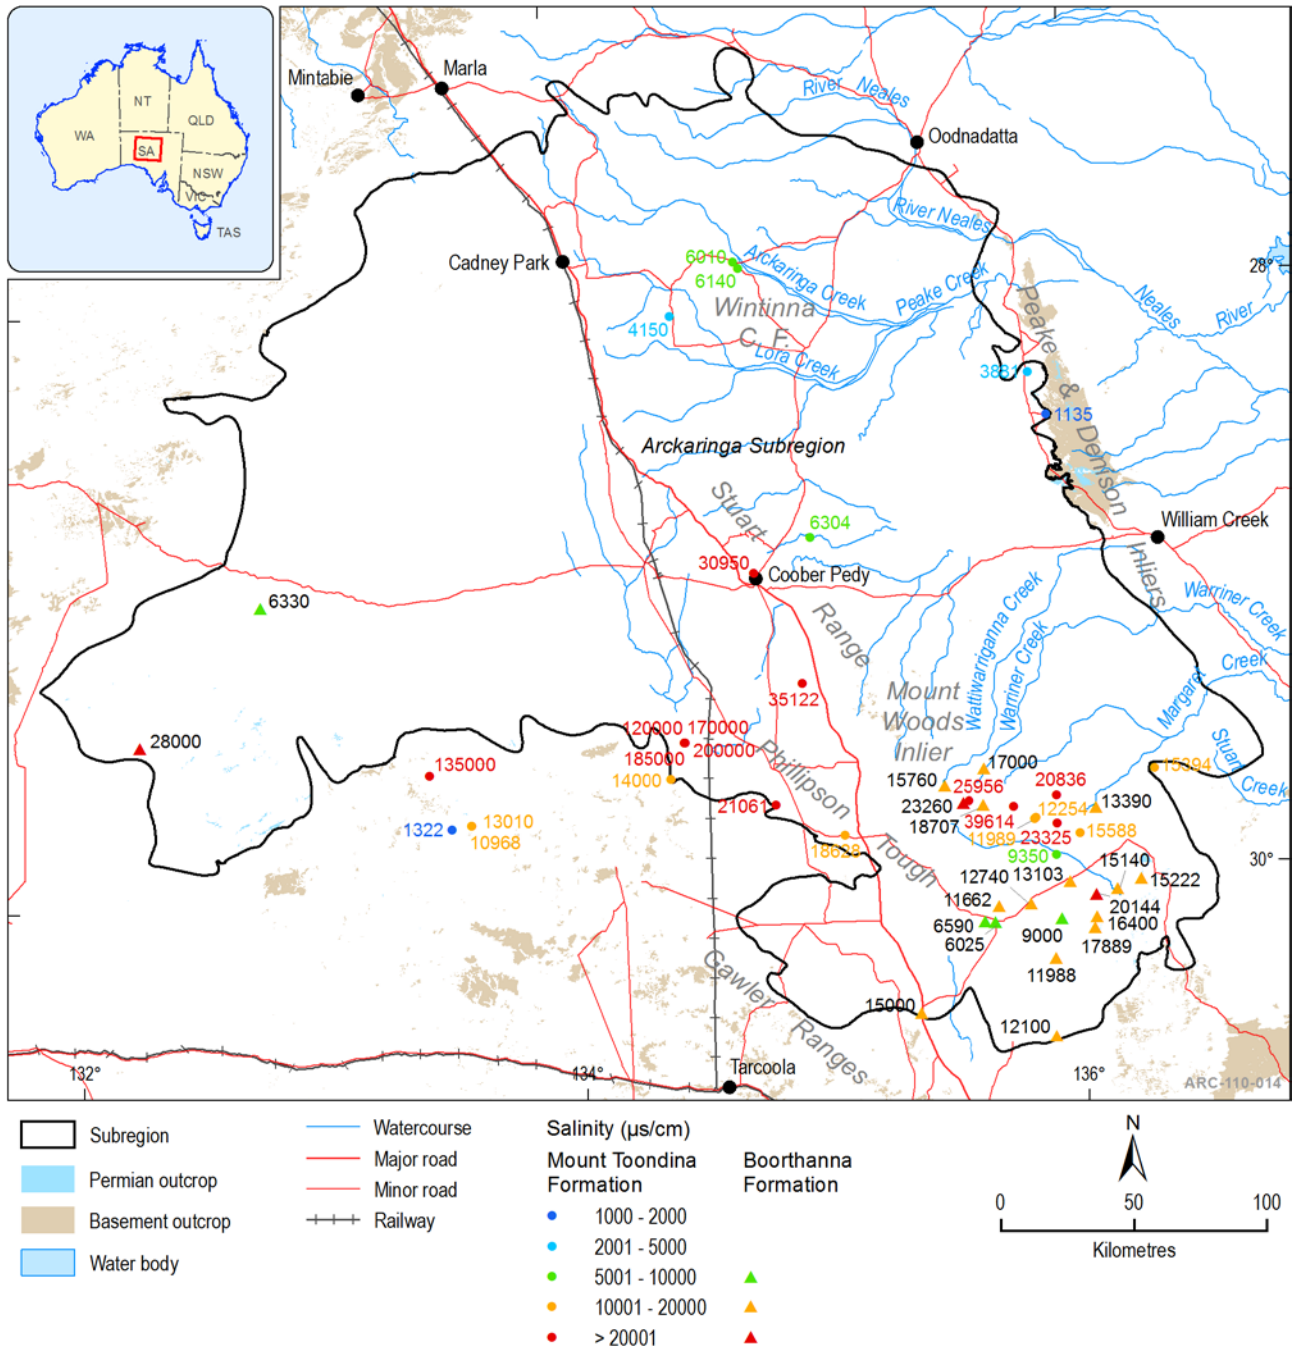 NT
WA
QLD
SA
NSW
VIC
TAS
Mintabie
Marla
River Neales
Oodnadatta
River Neales
Cadney Park
6010
6140
Arckaringa Creek
Peake Creek
28°
Wintinna
C. F.
Neales
River
4150
Lora Creek
3881
Peake & Denison Inliers
1135
Arckaringa Subregion
Stuart Range
6304
William Creek
30950
Coober Pedy
6330
Wattiwarriganna Creek
Warriner Creek
Warriner Creek
Margaret Creek
Stuart Creek
35122
Mount
Woods
Inlier
28000
120000
170000
185000
200000
135000
14000
Phillipson Tough
17000
15760
25956
20836
15394
23260
12254
13390
18707
39614
11989
23325
15588
21061
1322
13010
10968
18628
9350
30°
12740
13103
15140
15222
11662
20144
6590
6025
9000
16400
17889
11988
Gawler Ranges
15000
12100
Tarcoola
132°
134°
136°
ARC-110-014
Subregion
Permian outcrop
Basement outcrop
Water body
Watercourse
Major road
Minor road
Railway
Salinity (µs/cm)
Mount Toondina
Formation
Boorthanna
Formation
1000 - 2000
2001 - 5000
5001 - 10000
10001 - 20000
> 20001
N
0 50 100
Kilometres